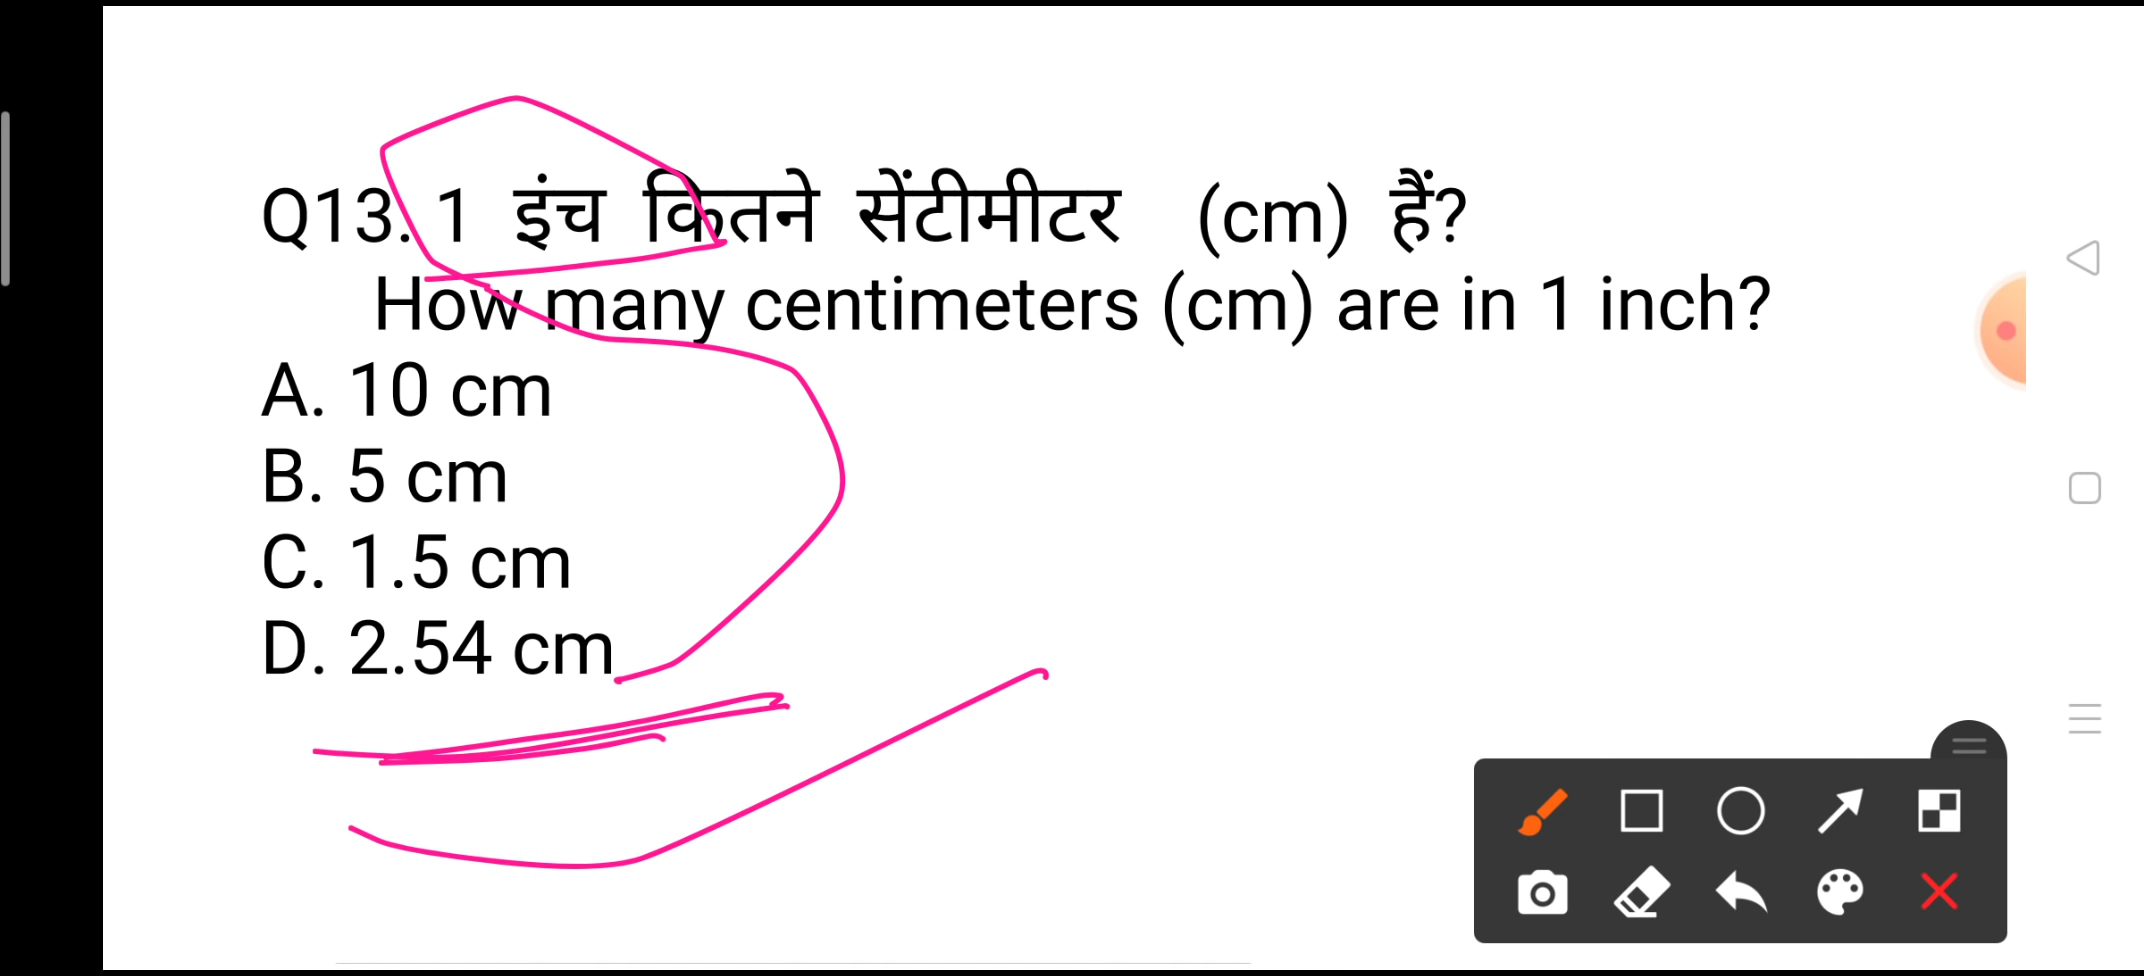 Q13. 1 इंच कितने सेंटीमीटर (cm) हैं?
How many centimeters (cm) are in 1 inch?
A. 10 cm
B. 5 cm
C. 1.5 cm
D. 2.54 cm